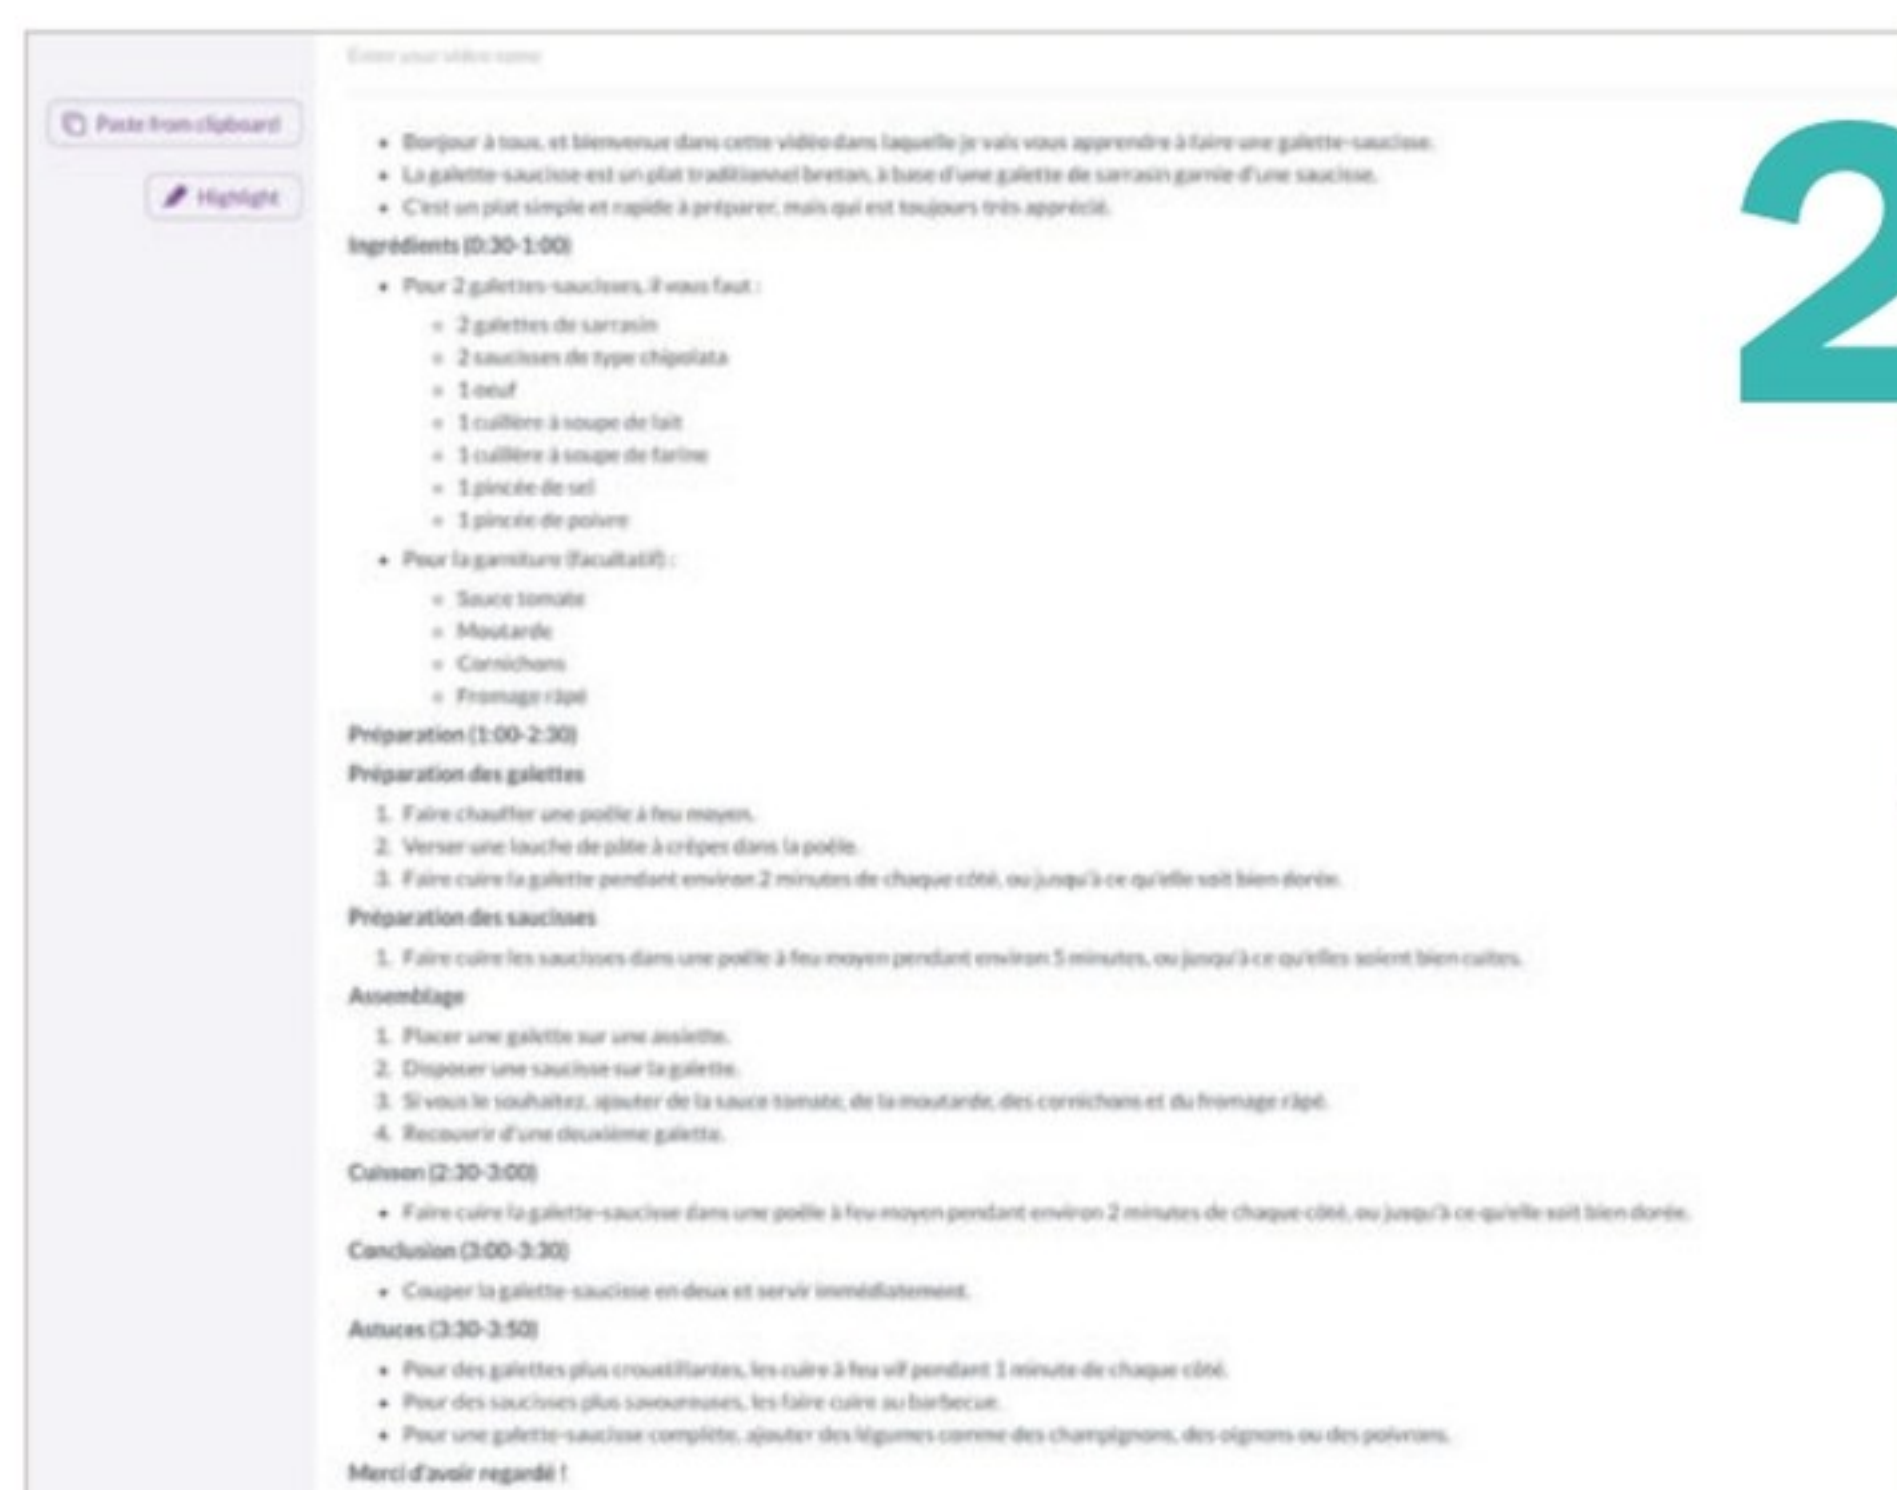 Enter your video name
Paste from clipboard
Highlight
2
• Bonjour à tous, et bienvenue dans cette vidéo dans laquelle je vais vous apprendre à faire une galette-saucisse.
• La galette-saucisse est un plat traditionnel breton, à base d'une galette de sarrasin garnie d'une saucisse.
• C'est un plat simple et rapide à préparer, mais qui est toujours très apprécié.
Ingrédients (0:30-1:00)
• Pour 2 galettes-saucisses, il vous faut :
2 galettes de sarrasin
2 saucisses de type chipolata
1 oeuf
1 cuillère à soupe de lait
1 cuillère à soupe de farine
1 pincée de sel
1 pincée de poivre
• Pour la garniture (facultatif) :
Sauce tomate
Moutarde
Cornichons
Fromage râpé
Préparation (1:00-2:30)
Préparation des galettes
1. Faire chauffer une poêle à feu moyen.
2. Verser une louche de pâte à crêpes dans la poêle.
3. Faire cuire la galette pendant environ 2 minutes de chaque côté, ou jusqu'à ce qu'elle soit bien dorée.
Préparation des saucisses
1. Faire cuire les saucisses dans une poêle à feu moyen pendant environ 5 minutes, ou jusqu'à ce qu'elles soient bien cuites.
Assemblage
1. Placer une galette sur une assiette.
2. Disposer une saucisse sur la galette.
3. Si vous le souhaitez, ajouter de la sauce tomate, de la moutarde, des cornichons et du fromage râpé.
4. Recouvrir d'une deuxième galette.
Cuisson (2:30-3:00)
• Faire cuire la galette-saucisse dans une poêle à feu moyen pendant environ 2 minutes de chaque côté, ou jusqu'à ce qu'elle soit bien dorée.
Conclusion (3:00-3:30)
• Couper la galette-saucisse en deux et servir immédiatement.
Astuces (3:30-3:50)
• Pour des galettes plus croustillantes, les cuire à feu vif pendant 1 minute de chaque côté.
• Pour des saucisses plus savoureuses, les faire cuire au barbecue.
• Pour une galette-saucisse complète, ajouter des légumes comme des champignons, des oignons ou des poivrons.
Merci d'avoir regardé !